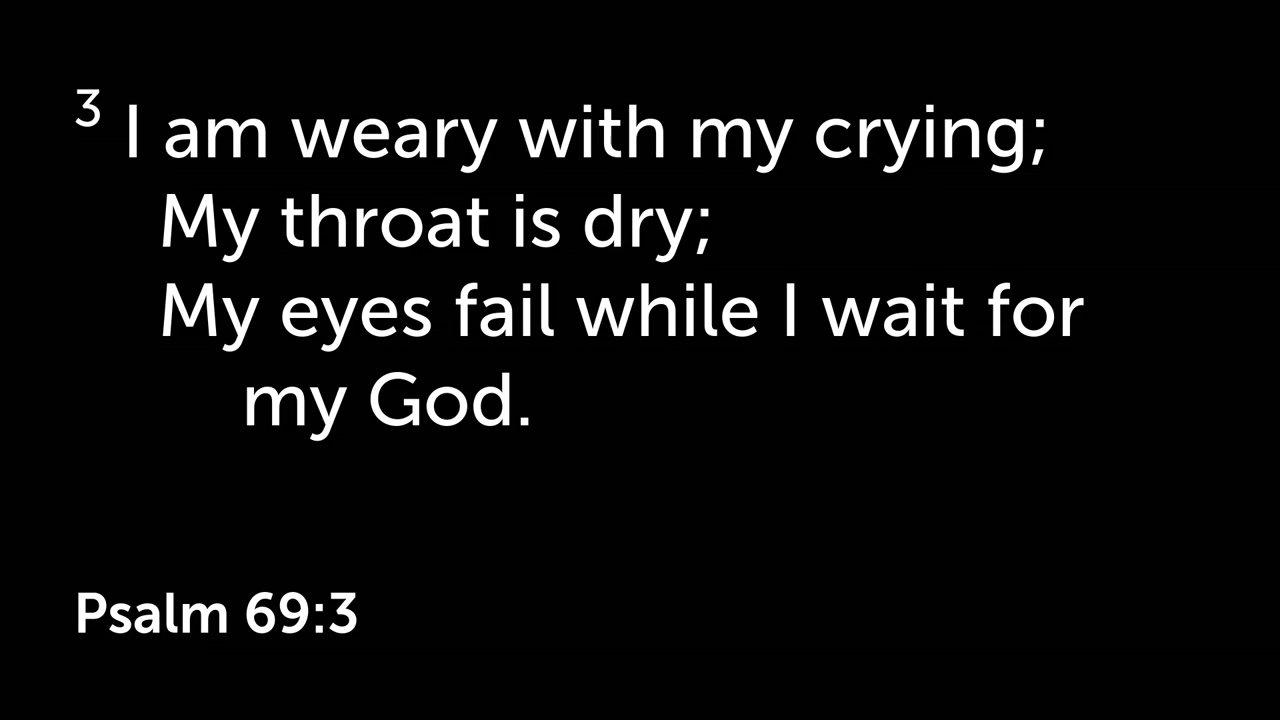 3 I am weary with my crying;
My throat is dry;
My eyes fail while I wait for
my God.
Psalm 69:3